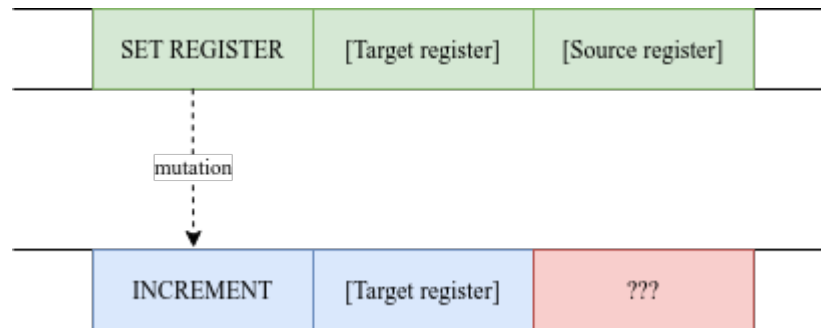 SET REGISTER [Target register] [Source register]
mutation
INCREMENT [Target register] ???